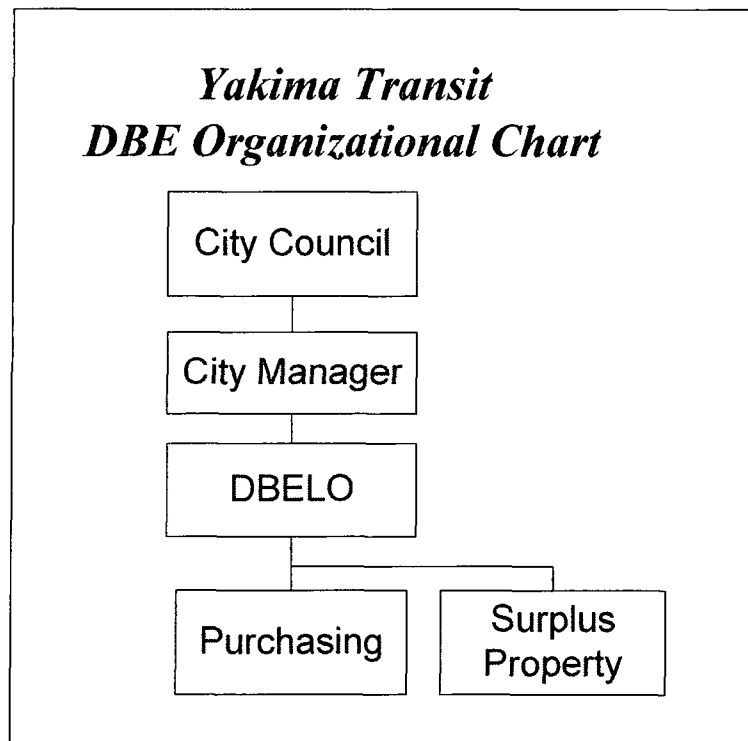 Yakima Transit
DBE Organizational Chart
City Council
City Manager
DBELO
Purchasing
Surplus
Property